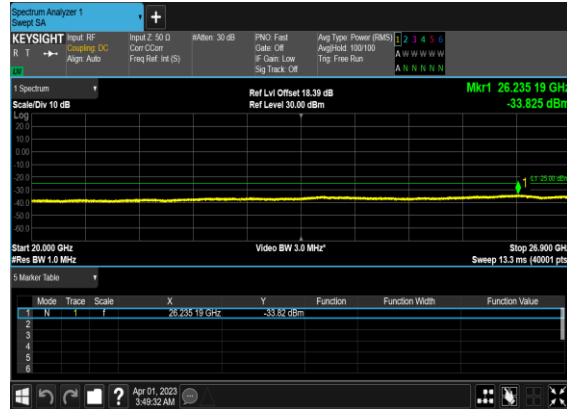 Spectrum Analyzer 1
Swept SA
+
KEYSIGHT Input: RF Input Z: 50 Ω #Atten: 30 dB PNO: Fast Avg Type: Power (RMS) 1 2 3 4 5 6
R T Coupling: DC Corr CCorr Gate: Off Avg|Hold: 100/100 A W W W W W
Align: Auto Freq Ref: Int (S) IF Gain: Low Trig: Free Run
Sig Track: Off A N N N N N
1 Spectrum
Ref Lvl Offset 18.39 dB Mkr1 26.235 19 GHz
Scale/Div 10 dB Ref Level 30.00 dBm -33.825 dBm
Log
20.0
10.0
0.00
-10.0
-20.0
-30.0
-40.0
-50.0
-60.0
1
Start 20.000 GHz Video BW 3.0 MHz* Stop 26.900 GHz
#Res BW 1.0 MHz Sweep 13.3 ms (40001 pts
5 Marker Table
Mode Trace Scale X Y Function Function Width Function Value
1 N 1 f 26.235 19 GHz -33.82 dBm
2
3
4
5
6
? Apr 01, 2023
3:49:32 AM